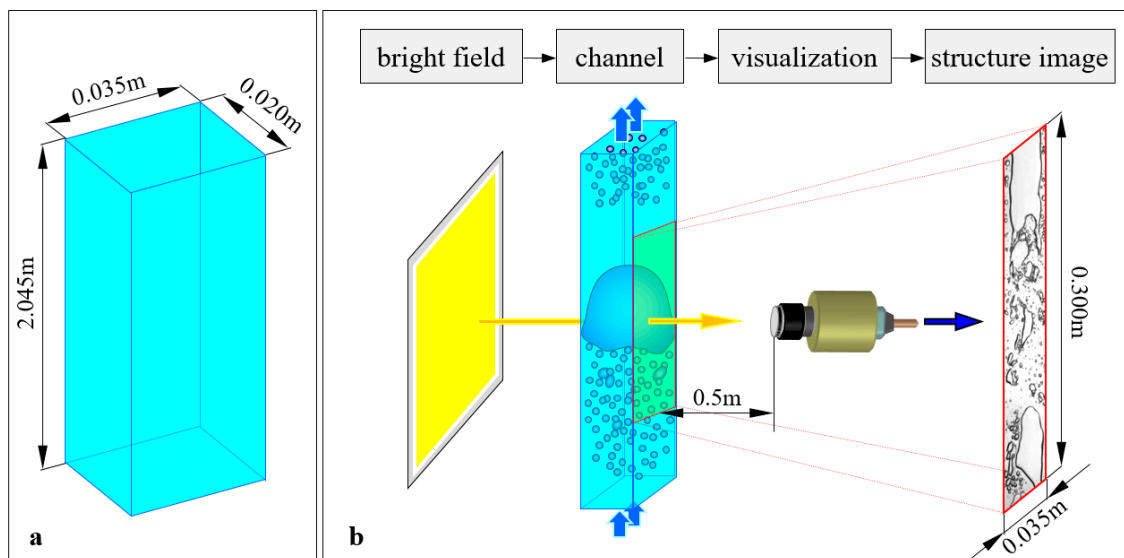 0.035m
0.020m
2.045m
a
bright field
channel
visualization
structure image
0.5m
0.300m
0.035m
b